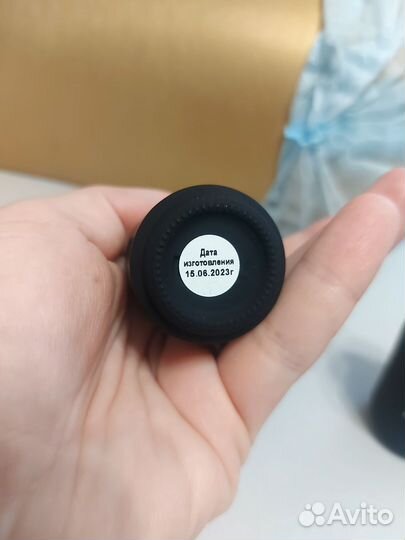 Дата
изготовления
15.06.2023г
Avito